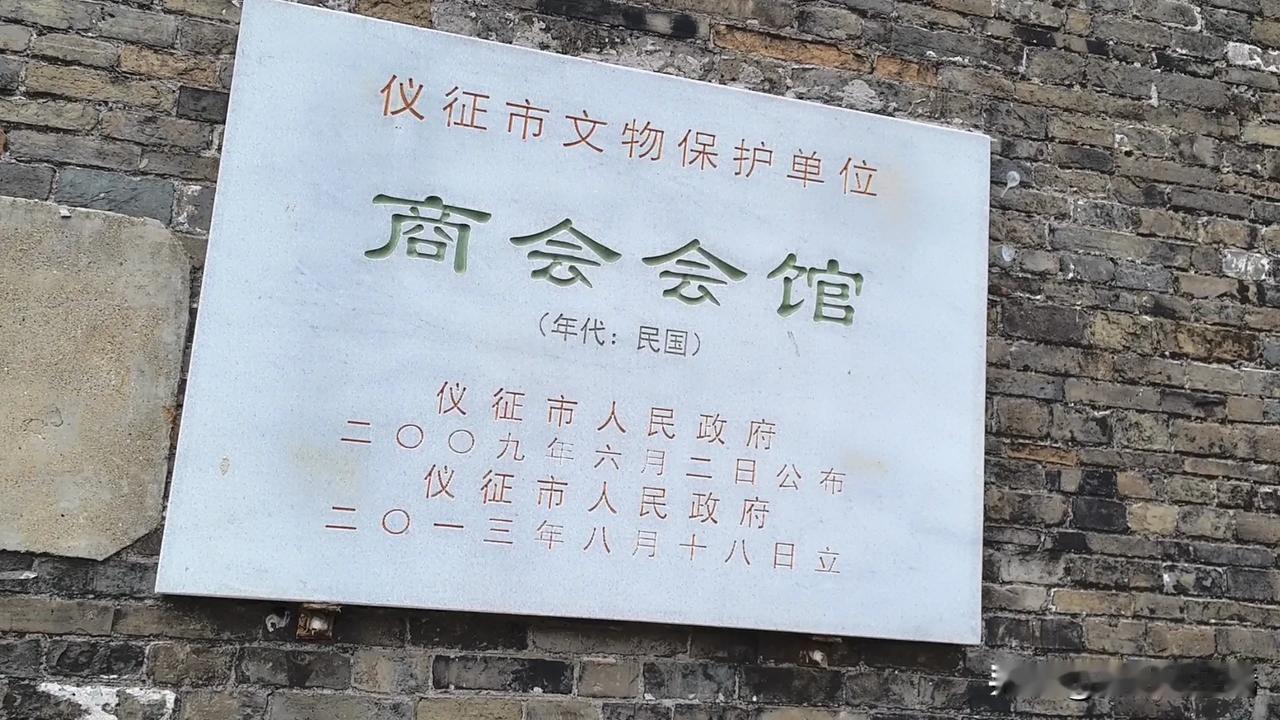 仪征市文物保护单位
商会会馆
（年代：民国）
仪征市人民政府
二〇〇九年六月二日公布
仪征市人民政府
二〇一三年八月十八日立